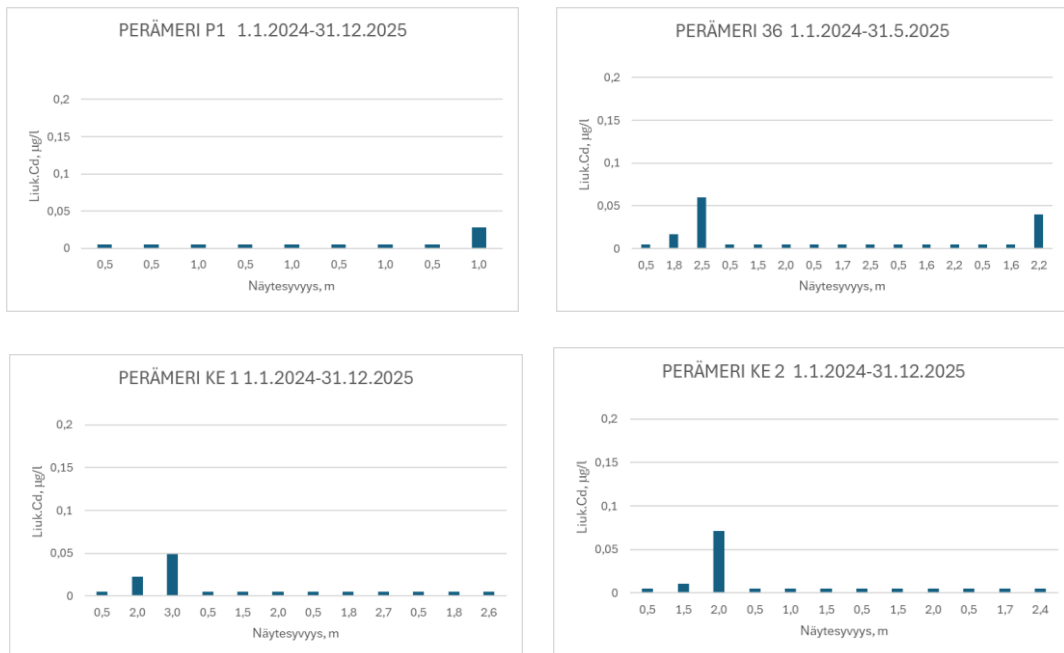 PERÄMERI P1 1.1.2024-31.12.2025
Liuk.Cd, µg/l
0,2
0,15
0,1
0,05
0
0,5 0,5 1,0 0,5 1,0 0,5 1,0 0,5 1,0
Näytesyvyys, m
PERÄMERI 36 1.1.2024-31.5.2025
Liuk.Cd, µg/l
0,2
0,15
0,1
0,05
0
0,5 1,8 2,5 0,5 1,5 2,0 0,5 1,7 2,5 0,5 1,6 2,2 0,5 1,6 2,2
Näytesyvyys, m
PERÄMERI KE 1 1.1.2024-31.12.2025
Liuk.Cd, µg/l
0,2
0,15
0,1
0,05
0
0,5 2,0 3,0 0,5 1,5 2,0 0,5 1,8 2,7 0,5 1,8 2,6
Näytesyvyys, m
PERÄMERI KE 2 1.1.2024-31.12.2025
Liuk.Cd, µg/l
0,2
0,15
0,1
0,05
0
0,5 1,5 2,0 0,5 1,0 1,5 0,5 1,5 2,0 0,5 1,7 2,4
Näytesyvyys, m